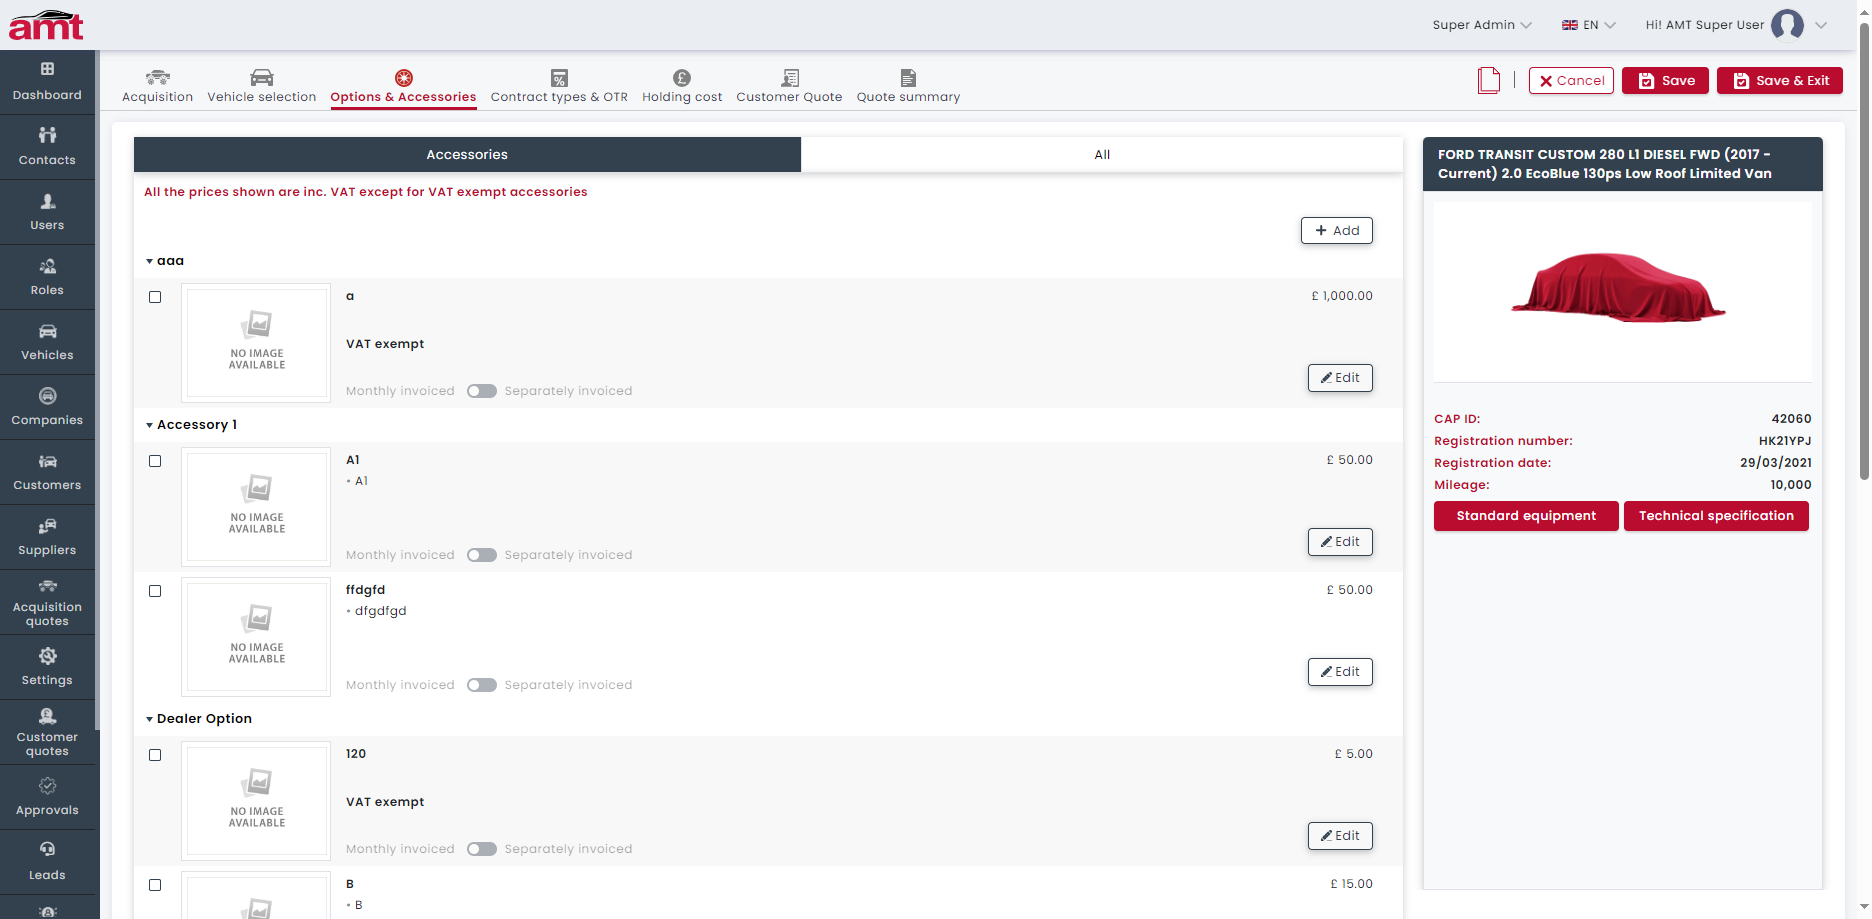 amt
Super Admin
EN
Hi! AMT Super User
Dashboard
Contacts
Users
Roles
Vehicles
Companies
Customers
Suppliers
Acquisition
quotes
Settings
Customer
quotes
Approvals
Leads
Acquisition
Vehicle selection
Options & Accessories
Contract types & OTR
Holding cost
Customer Quote
Quote summary
Cancel
Save
Save & Exit
Accessories
All
All the prices shown are inc. VAT except for VAT exempt accessories
+ Add
aaa
NO IMAGE
AVAILABLE
a
£ 1,000.00
VAT exempt
Monthly invoiced
Separately invoiced
Edit
Accessory 1
NO IMAGE
AVAILABLE
A1
£ 50.00
• A1
Monthly invoiced
Separately invoiced
Edit
NO IMAGE
AVAILABLE
ffdgfd
£ 50.00
• dfgdfgd
Monthly invoiced
Separately invoiced
Edit
Dealer Option
NO IMAGE
AVAILABLE
120
£ 5.00
VAT exempt
Monthly invoiced
Separately invoiced
Edit
B
£ 15.00
• B
FORD TRANSIT CUSTOM 280 L1 DIESEL FWD (2017 -
Current) 2.0 EcoBlue 130ps Low Roof Limited Van
CAP ID: 42060
Registration number: HK21YPJ
Registration date: 29/03/2021
Mileage: 10,000
Standard equipment
Technical specification